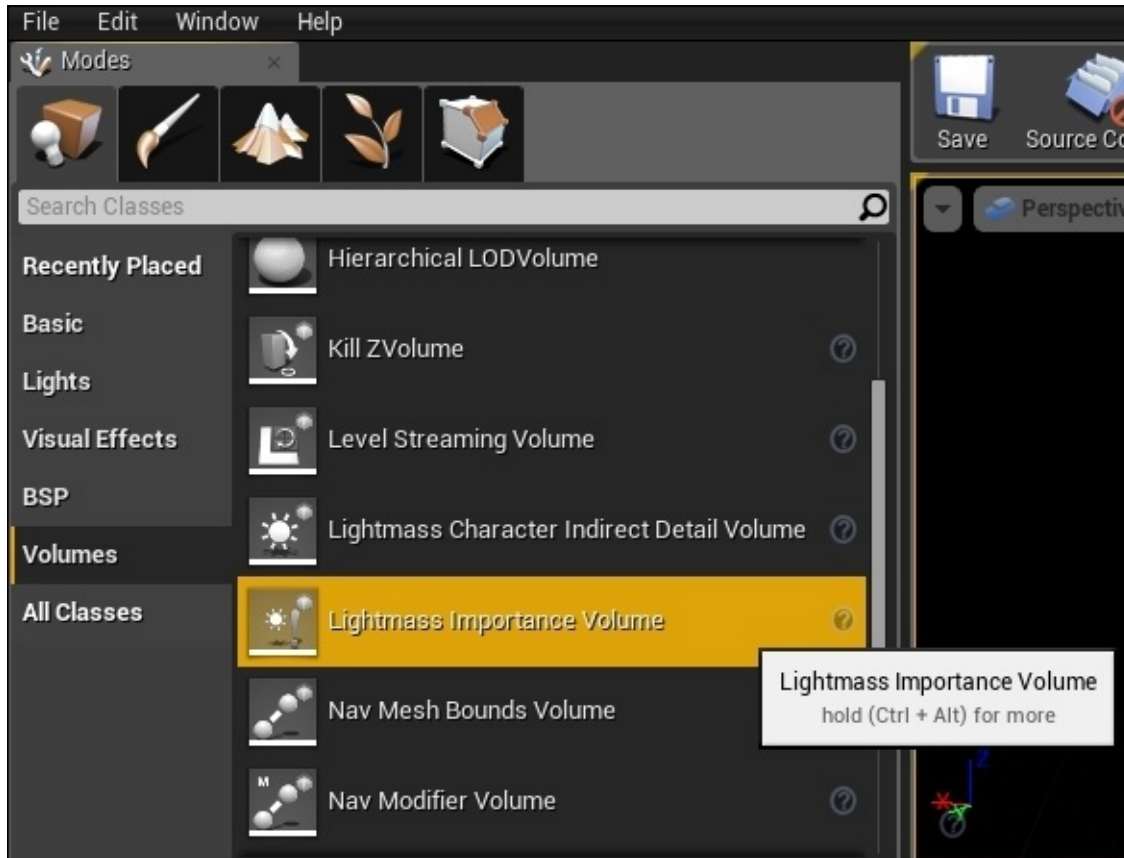 File Edit Window Help
Modes
Save Source Co
Search Classes
Perspectiv
Recently Placed
Basic
Lights
Visual Effects
BSP
Volumes
All Classes
Hierarchical LODVolume
Kill ZVolume
Level Streaming Volume
Lightmass Character Indirect Detail Volume
Lightmass Importance Volume
Nav Mesh Bounds Volume
M
Nav Modifier Volume
Lightmass Importance Volume
hold (Ctrl + Alt) for more
Z
X
Y